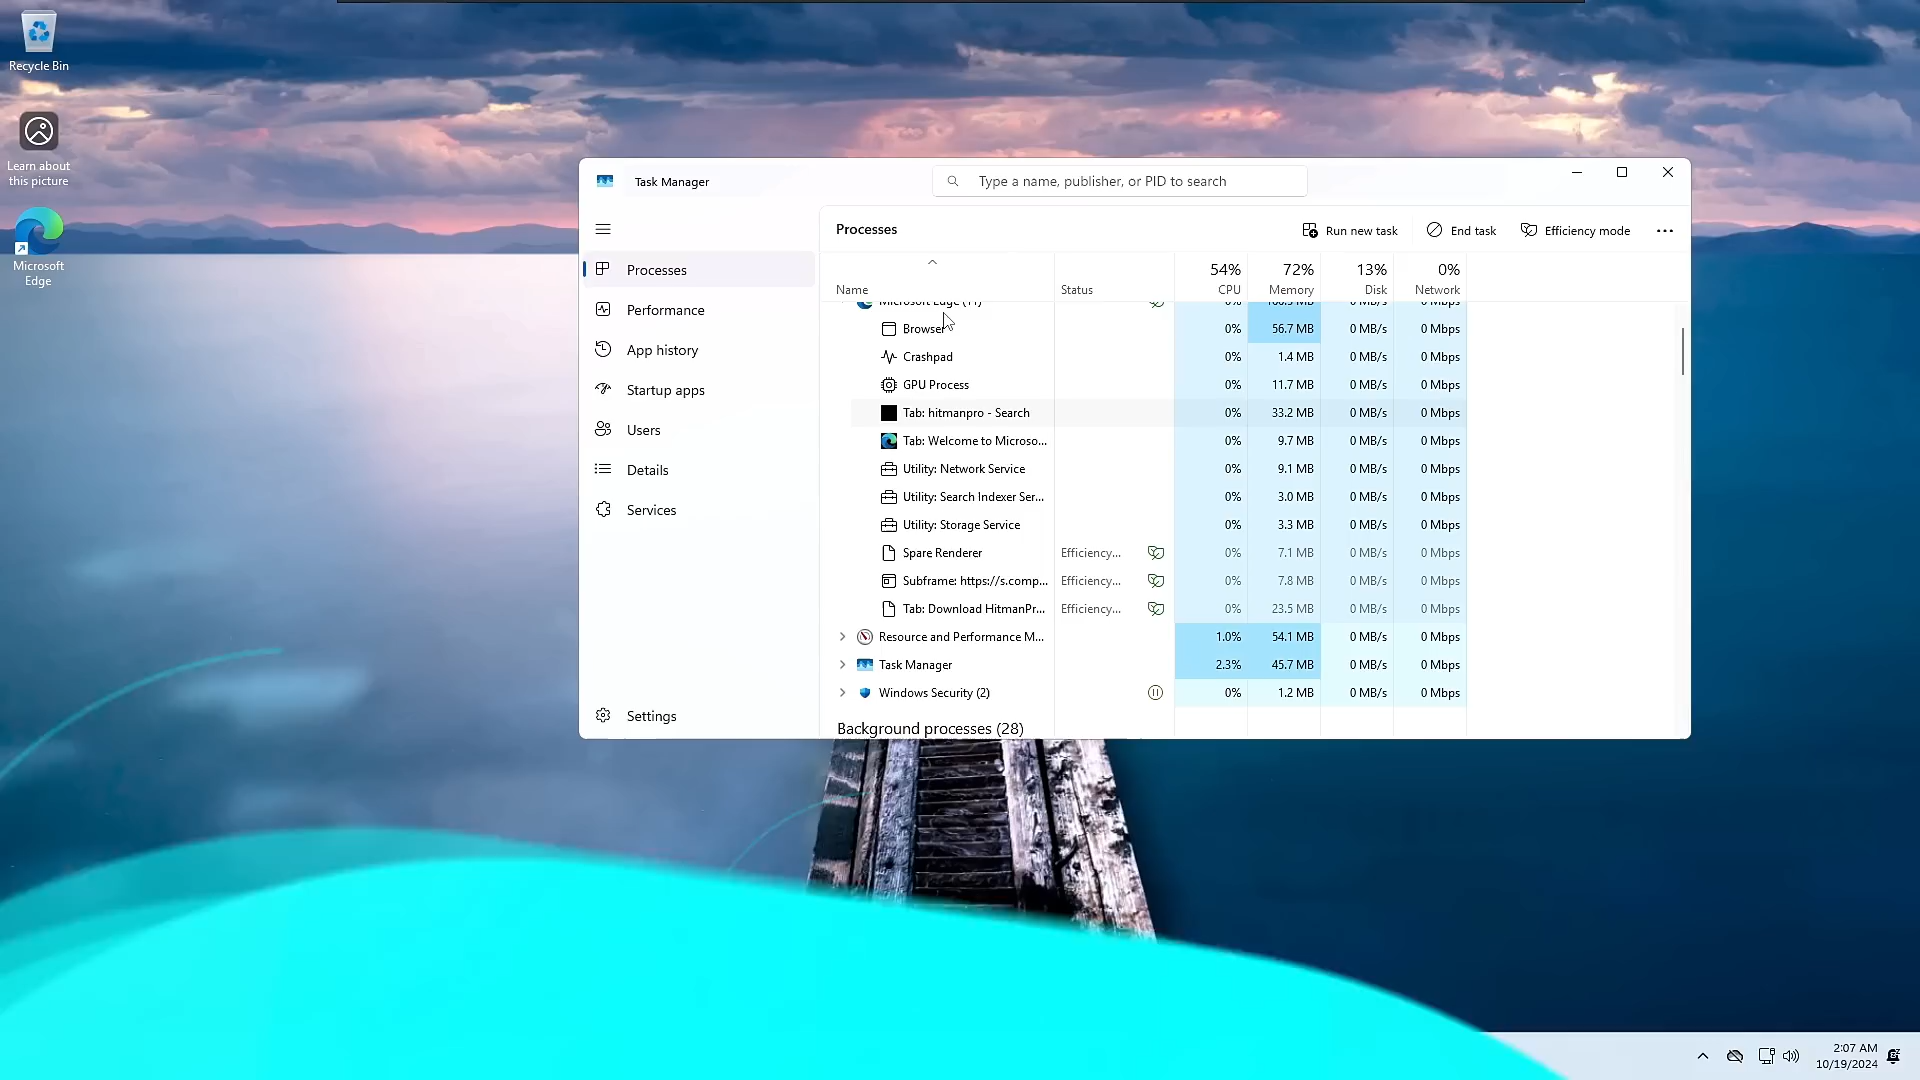 Recycle Bin
Learn about
this picture
Microsoft
Edge
Task Manager
Type a name, publisher, or PID to search
Processes
Run new task
End task
Efficiency mode
Processes
Performance
App history
Startup apps
Users
Details
Services
Settings
54% 72% 13% 0%
Name Status CPU Memory Disk Network
Microsoft Edge (11) 0% 0 MB/s 0 Mbps
Browser 0% 56.7 MB 0 MB/s 0 Mbps
Crashpad 0% 1.4 MB 0 MB/s 0 Mbps
GPU Process 0% 11.7 MB 0 MB/s 0 Mbps
Tab: hitmanpro - Search 0% 33.2 MB 0 MB/s 0 Mbps
Tab: Welcome to Microso... 0% 9.7 MB 0 MB/s 0 Mbps
Utility: Network Service 0% 9.1 MB 0 MB/s 0 Mbps
Utility: Search Indexer Ser... 0% 3.0 MB 0 MB/s 0 Mbps
Utility: Storage Service 0% 3.3 MB 0 MB/s 0 Mbps
Spare Renderer Efficiency... 0% 7.1 MB 0 MB/s 0 Mbps
Subframe: https://s.comp... Efficiency... 0% 7.8 MB 0 MB/s 0 Mbps
Tab: Download HitmanPr... Efficiency... 0% 23.5 MB 0 MB/s 0 Mbps
Resource and Performance M... 1.0% 54.1 MB 0 MB/s 0 Mbps
Task Manager 2.3% 45.7 MB 0 MB/s 0 Mbps
Windows Security (2) 0% 1.2 MB 0 MB/s 0 Mbps
Background processes (28)
2:07 AM
10/19/2024